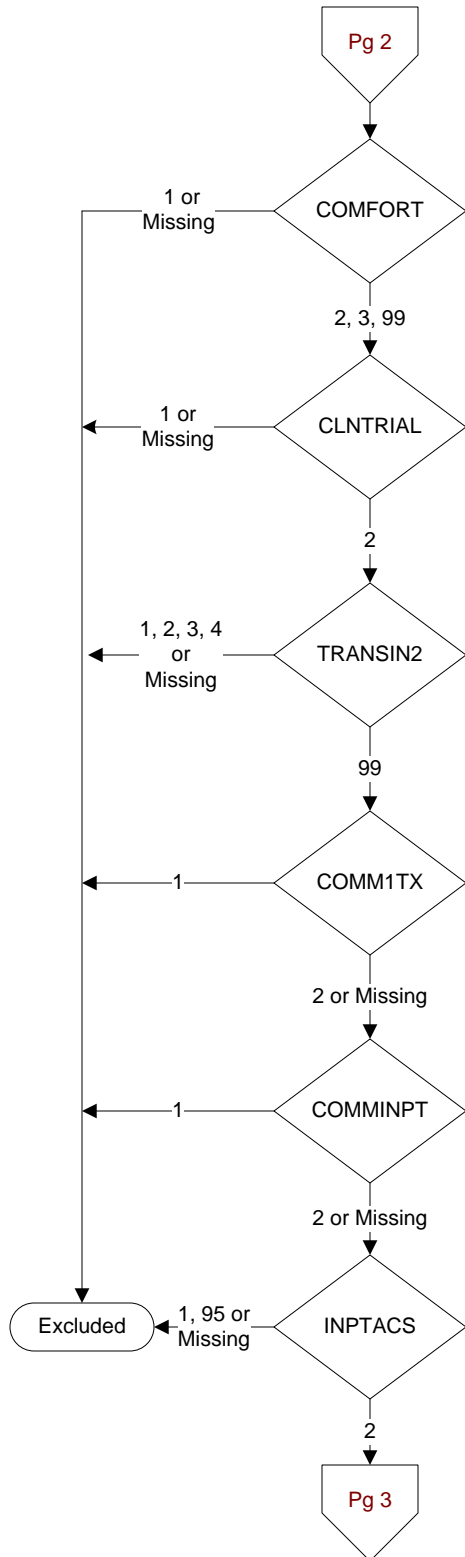 Pg 2
1 or
Missing
COMFORT
2, 3, 99
1 or
Missing
CLNTRIAL
2
1, 2, 3, 4
or
Missing
TRANSIN2
99
1
COMM1TX
2 or Missing
1
COMMINPT
2 or Missing
Excluded
1, 95 or
Missing
INPTACS
2
Pg 3